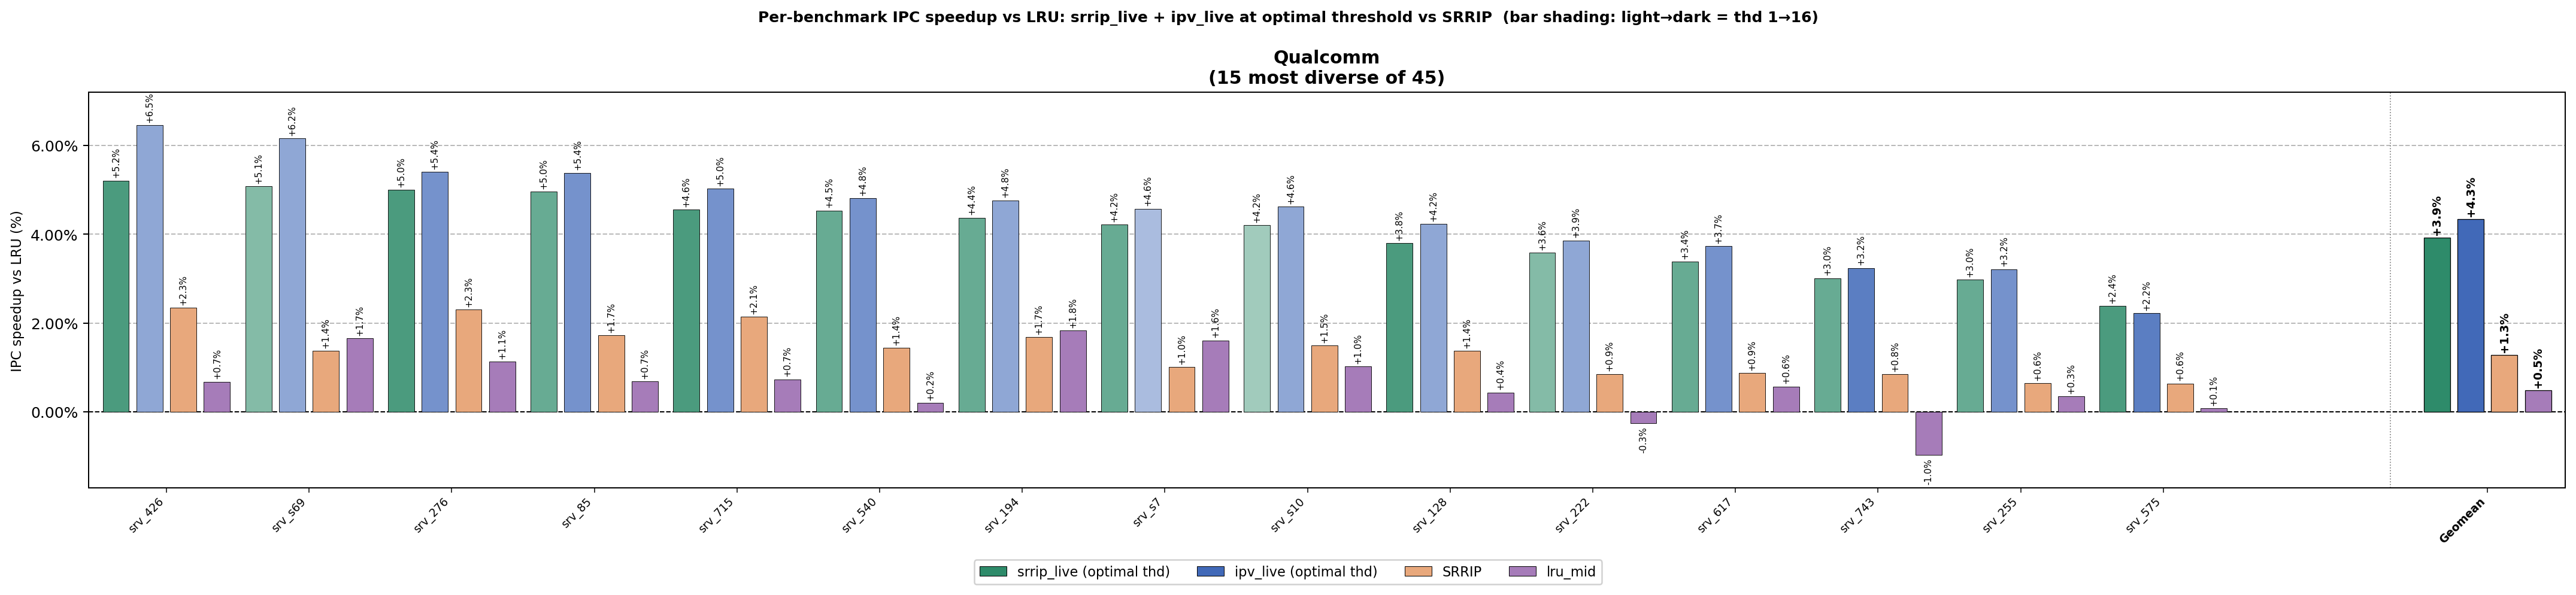 Per-benchmark IPC speedup vs LRU: srrip_live + ipv_live at optimal threshold vs SRRIP  (bar shading: light→dark = thd 1→16)
Qualcomm
(15 most diverse of 45)
IPC speedup vs LRU (%)
6.00%
4.00%
2.00%
0.00%
+5.2% +6.5% +2.3% +0.7%
+5.1% +6.2% +1.4% +1.7%
+5.0% +5.4% +2.3% +1.1%
+5.0% +5.4% +1.7% +0.7%
+4.6% +5.0% +2.1% +0.7%
+4.5% +4.8% +1.4% +0.2%
+4.4% +4.8% +1.7% +1.8%
+4.2% +4.6% +1.0% +1.6%
+4.2% +4.6% +1.5% +1.0%
+3.8% +4.2% +1.4% +0.4%
+3.6% +3.9% +0.9% -0.3%
+3.4% +3.7% +0.9% +0.6%
+3.0% +3.2% +0.8% -1.0%
+3.0% +3.2% +0.6% +0.3%
+2.4% +2.2% +0.6% +0.1%
+3.9% +4.3% +1.3% +0.5%
srv_426 srv_s69 srv_276 srv_85 srv_715 srv_540 srv_194 srv_s7 srv_s10 srv_128 srv_222 srv_617 srv_743 srv_255 srv_575 Geomean
srrip_live (optimal thd) ipv_live (optimal thd) SRRIP lru_mid